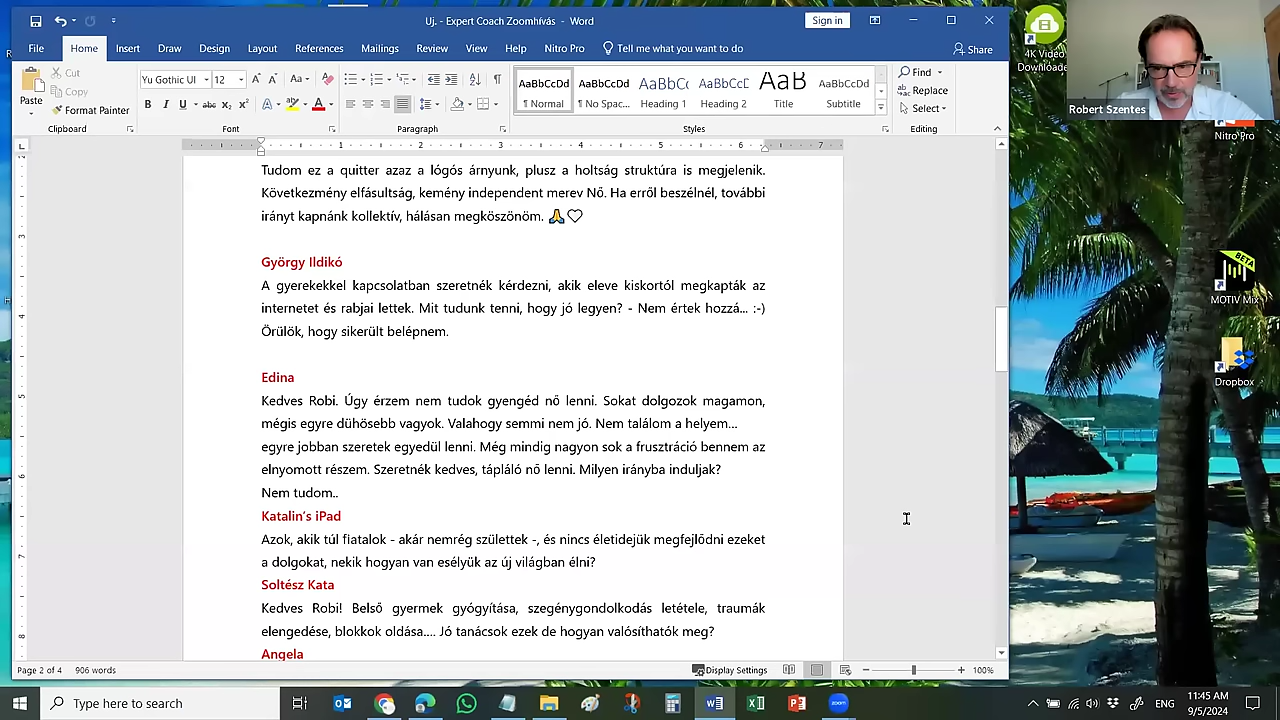 Uj. - Expert Coach Zoomhívás - Word
Sign in
File Home Insert Draw Design Layout References Mailings Review View Help Nitro Pro Tell me what you want to do Share
Paste
Cut
Copy
Format Painter
Yu Gothic UI 12
AaBbCcDd AaBbCcDd AaBbCc AaBbCcC AaB AaBbCcDd
¶ Normal ¶ No Spac... Heading 1 Heading 2 Title Subtitle
Find
Replace
Select
Clipboard Font Paragraph Styles Editing
1 2 3 4 5 6 7
Tudom ez a quitter azaz a lógós árnyunk, plusz a holtság struktúra is megjelenik.
Következmény elfásultság, kemény independent merev Nő. Ha erről beszélnél, további
irányt kapnánk kollektív, hálásan megköszönöm. 🙏♡
György Ildikó
A gyerekekkel kapcsolatban szeretnék kérdezni, akik eleve kiskortól megkapták az
internetet és rabjai lettek. Mit tudunk tenni, hogy jó legyen? - Nem értek hozzá... :-)
Örülök, hogy sikerült belépnem.
Edina
Kedves Robi. Úgy érzem nem tudok gyengéd nő lenni. Sokat dolgozok magamon,
mégis egyre dühösebb vagyok. Valahogy semmi nem jó. Nem találom a helyem...
egyre jobban szeretek egyedül lenni. Még mindig nagyon sok a frusztráció bennem az
elnyomott részem. Szeretnék kedves, tápláló nő lenni. Milyen irányba induljak?
Nem tudom..
Katalin's iPad
Azok, akik túl fiatalok - akár nemrég születtek -, és nincs életidejük megfejlődni ezeket
a dolgokat, nekik hogyan van esélyük az új világban élni?
Soltész Kata
Kedves Robi! Belső gyermek gyógyítása, szegénygondolkodás letétele, traumák
elengedése, blokkok oldása.... Jó tanácsok ezek de hogyan valósíthatók meg?
Angela
Page 2 of 4 906 words
Display Settings
100%
4K Video
Downloade
Robert Szentes
Nitro Pro
BETA
MOTIV Mix
Dropbox
Type here to search
ENG
11:45 AM
9/5/2024